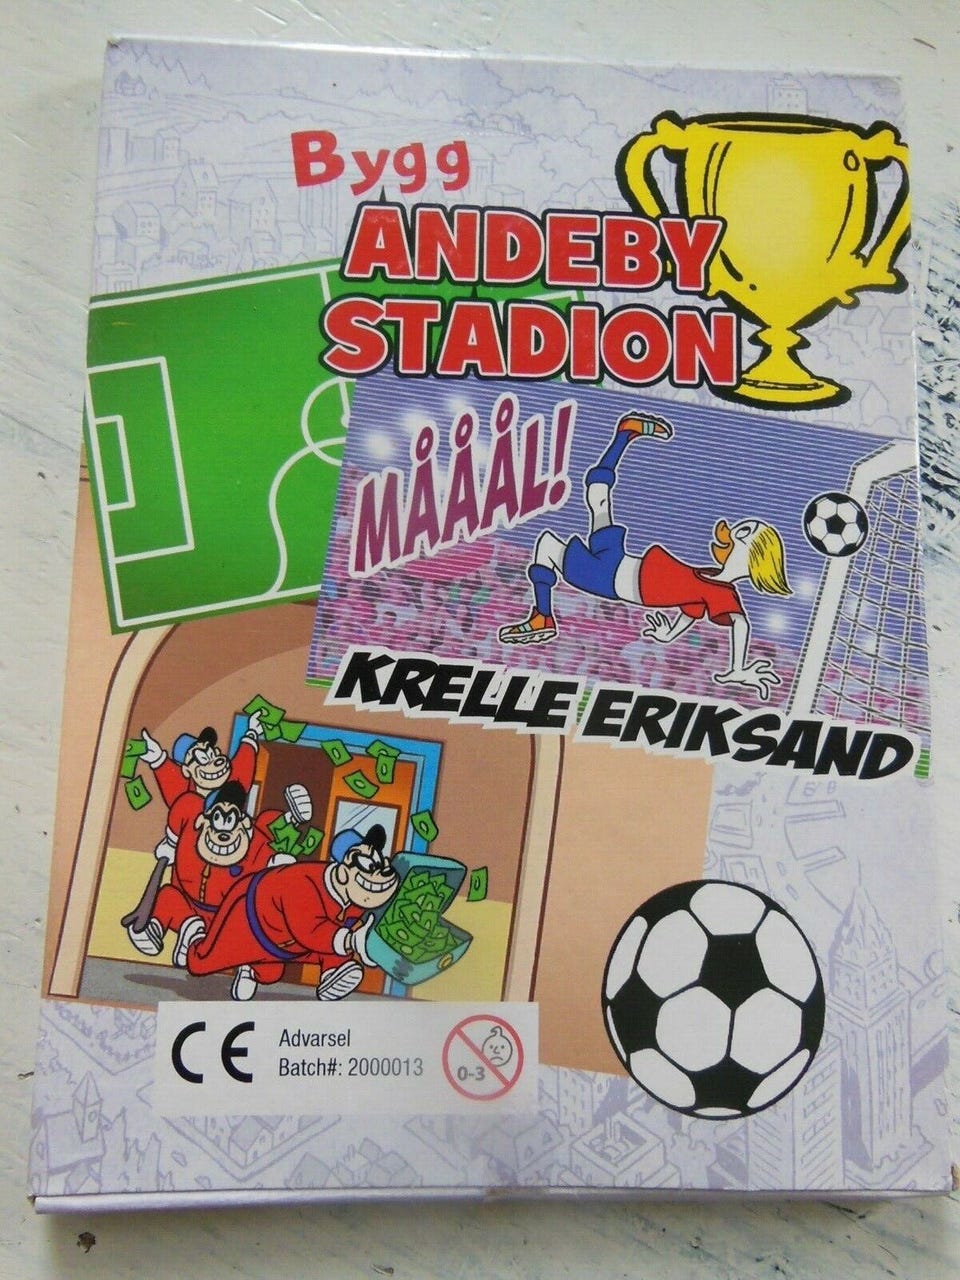 Bygg
ANDEBY
STADION
MÅÅÅL!
KRELLE ERIKSAND
CE Advarsel
Batch#: 2000013
0-3